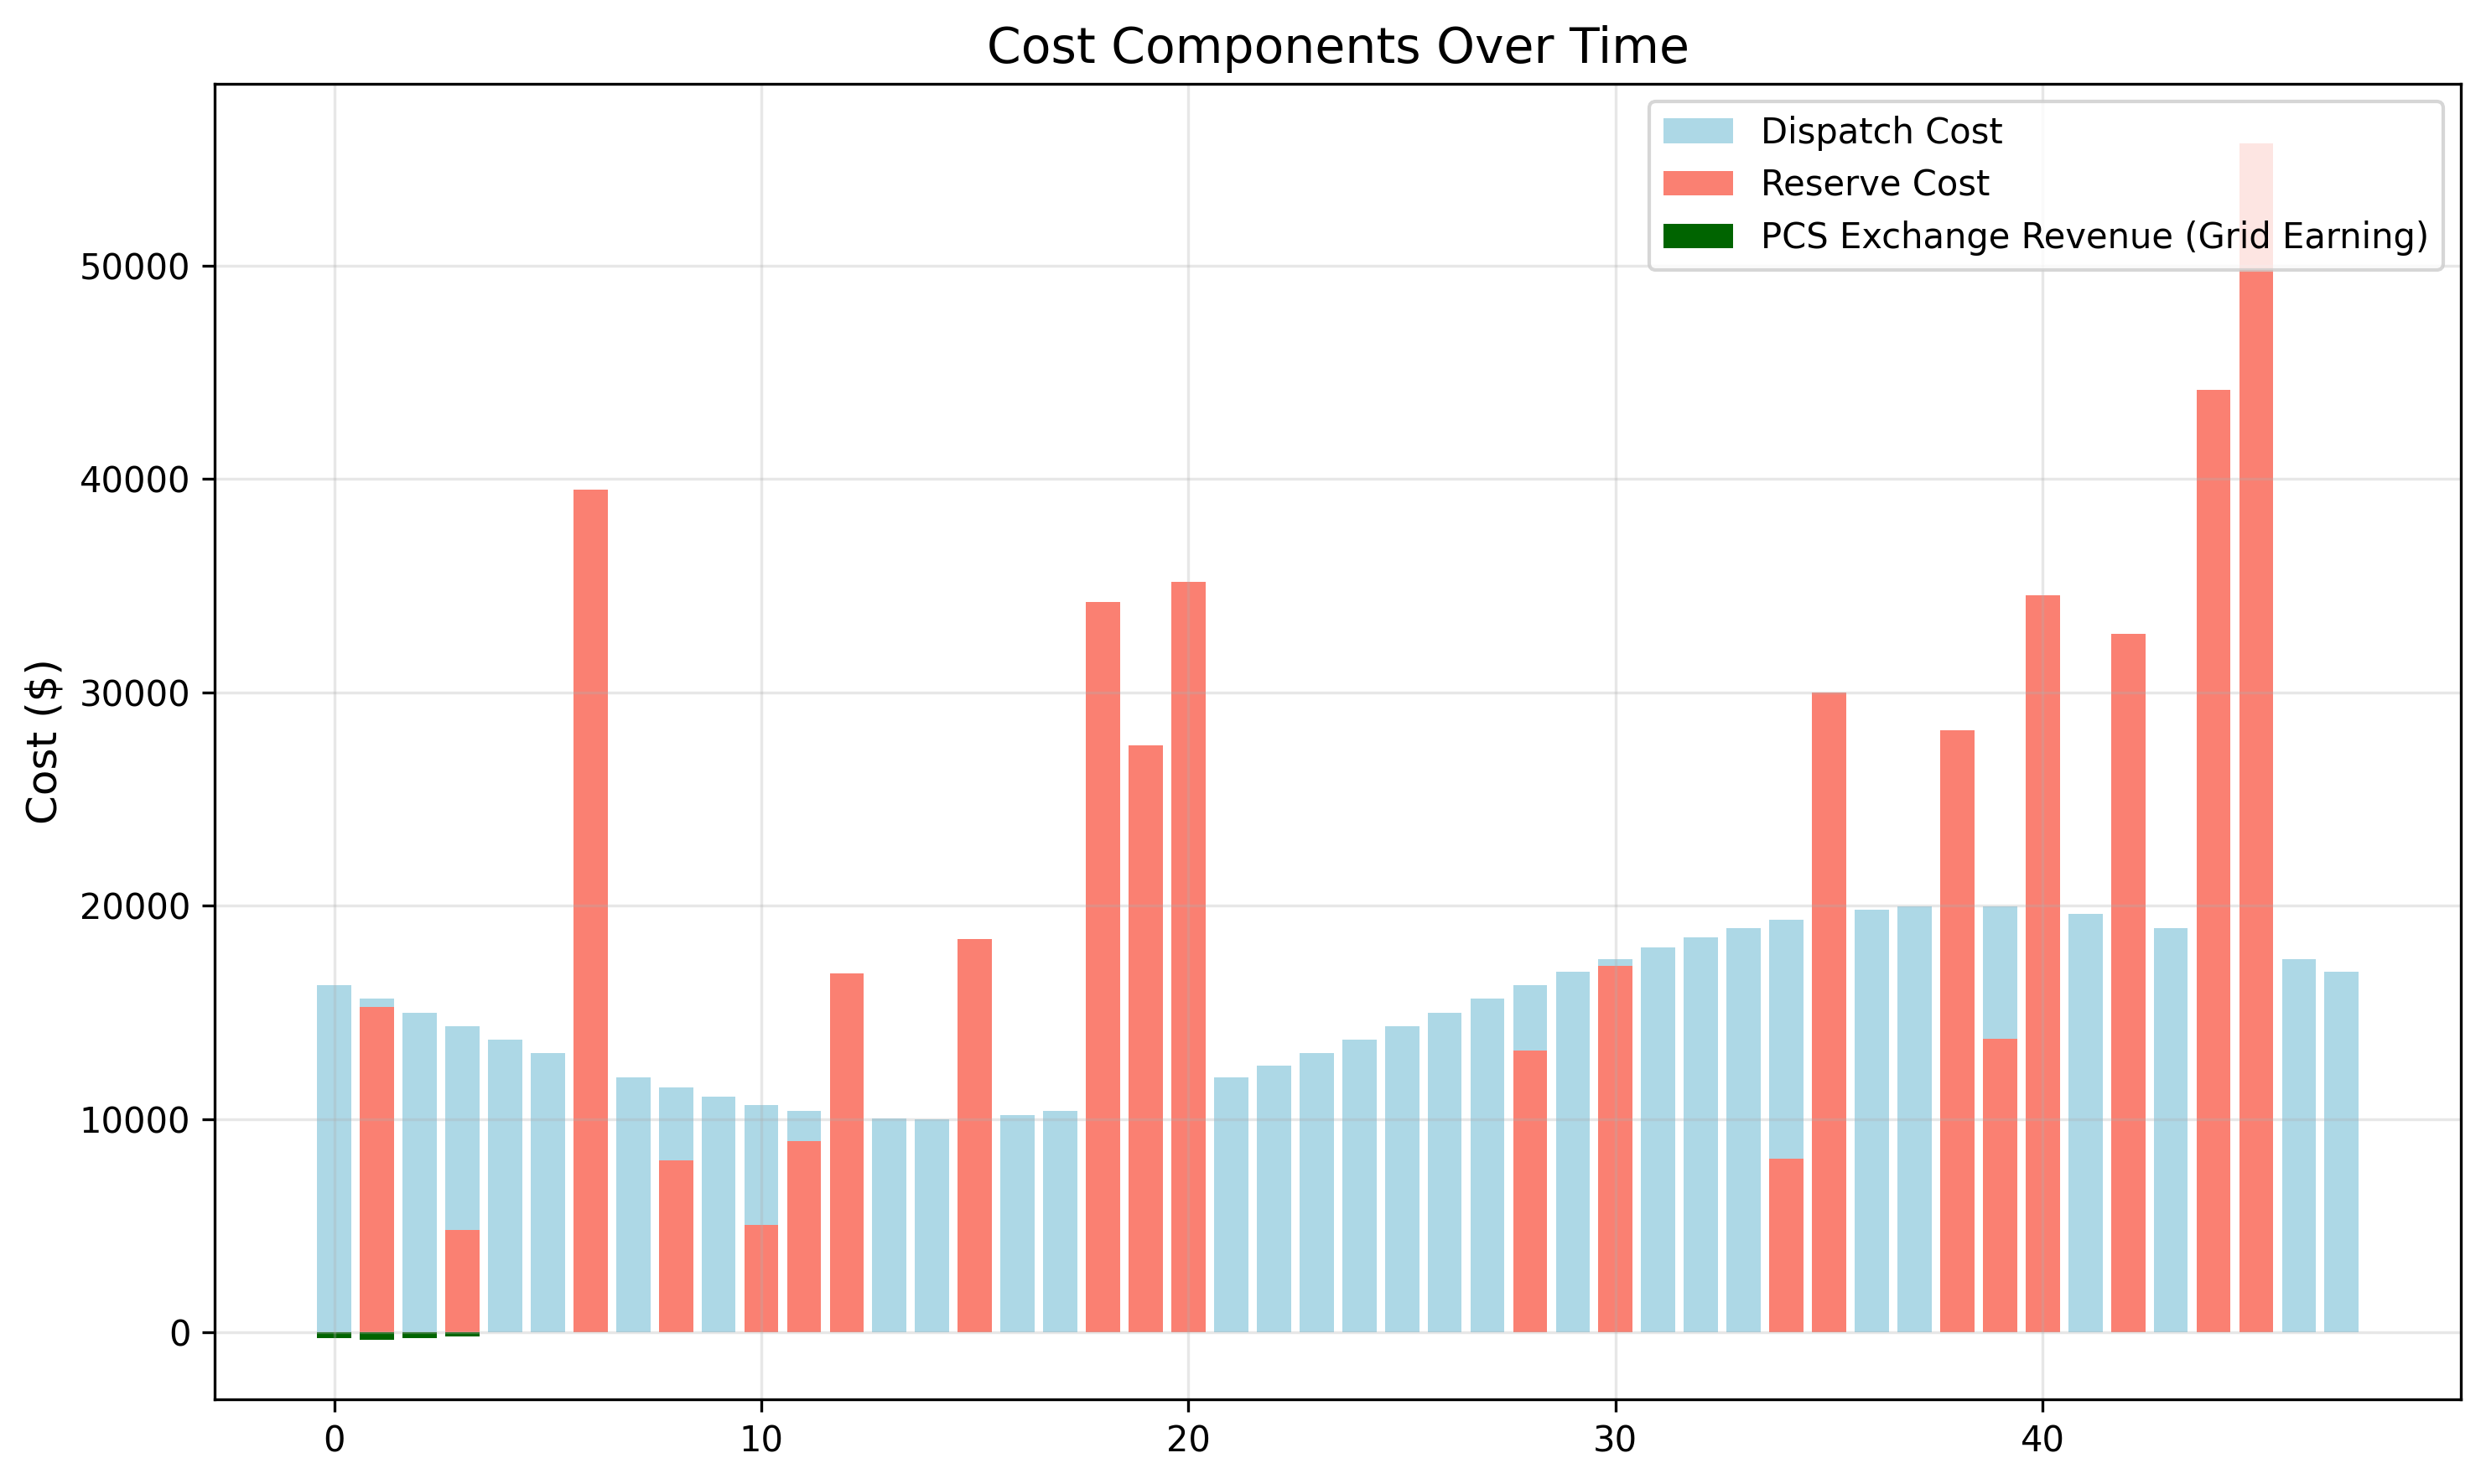 Cost Components Over Time
Dispatch Cost
Reserve Cost
PCS Exchange Revenue (Grid Earning)
Cost ($)
50000
40000
30000
20000
10000
0
0 10 20 30 40